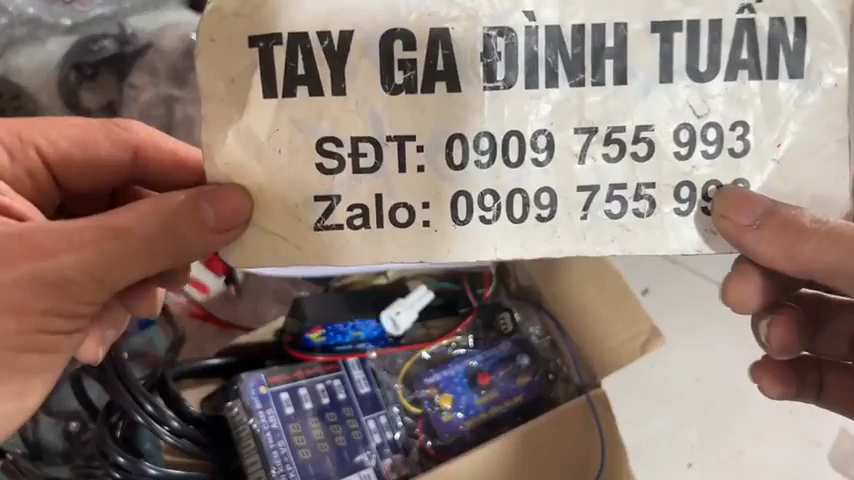 TAY GA ĐÌNH TUẤN
SĐT: 0909 755 993
Zalo: 0909 755 99